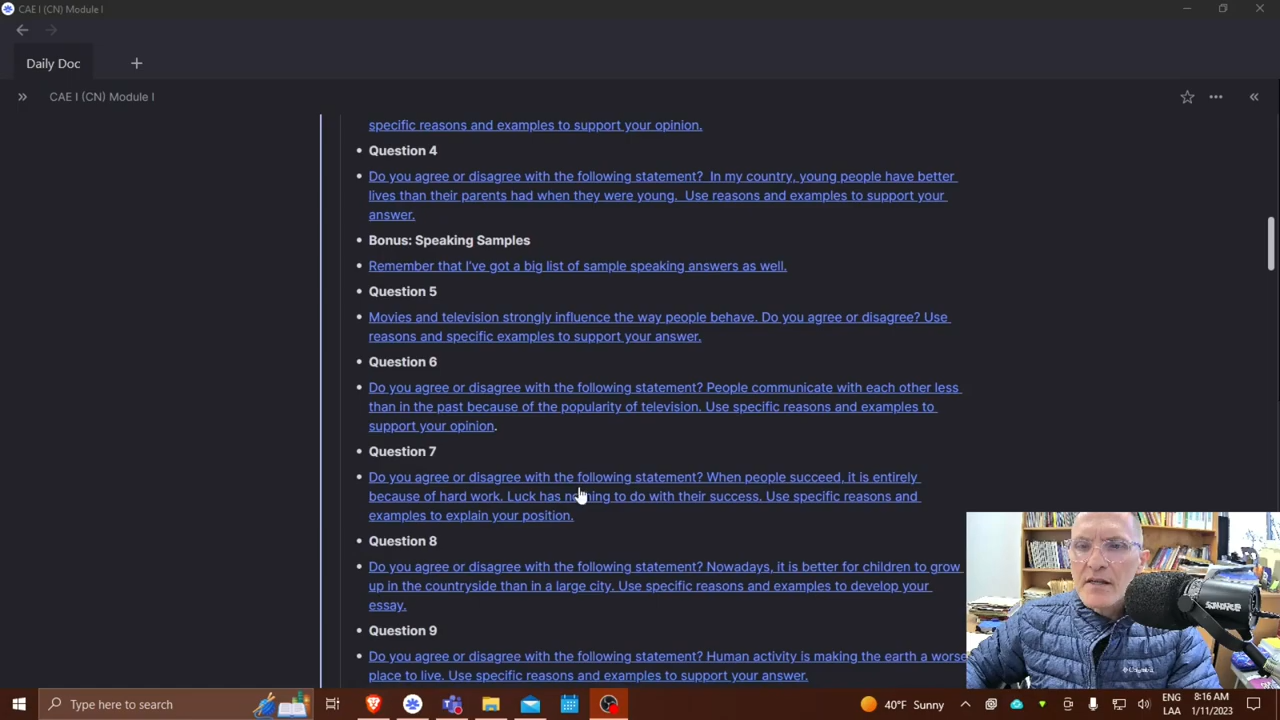 CAE I (CN) Module I
Daily Doc
CAE I (CN) Module I
specific reasons and examples to support your opinion.
Question 4
Do you agree or disagree with the following statement?  In my country, young people have better
lives than their parents had when they were young.  Use reasons and examples to support your
answer.
Bonus: Speaking Samples
Remember that I've got a big list of sample speaking answers as well.
Question 5
Movies and television strongly influence the way people behave. Do you agree or disagree? Use
reasons and specific examples to support your answer.
Question 6
Do you agree or disagree with the following statement? People communicate with each other less
than in the past because of the popularity of television. Use specific reasons and examples to
support your opinion.
Question 7
Do you agree or disagree with the following statement? When people succeed, it is entirely
because of hard work. Luck has nothing to do with their success. Use specific reasons and
examples to explain your position.
Question 8
Do you agree or disagree with the following statement? Nowadays, it is better for children to grow
up in the countryside than in a large city. Use specific reasons and examples to develop your
essay.
Question 9
Do you agree or disagree with the following statement? Human activity is making the earth a worse
place to live. Use specific reasons and examples to support your answer.
Type here to search
40°F Sunny
ENG
LAA
8:16 AM
1/11/2023